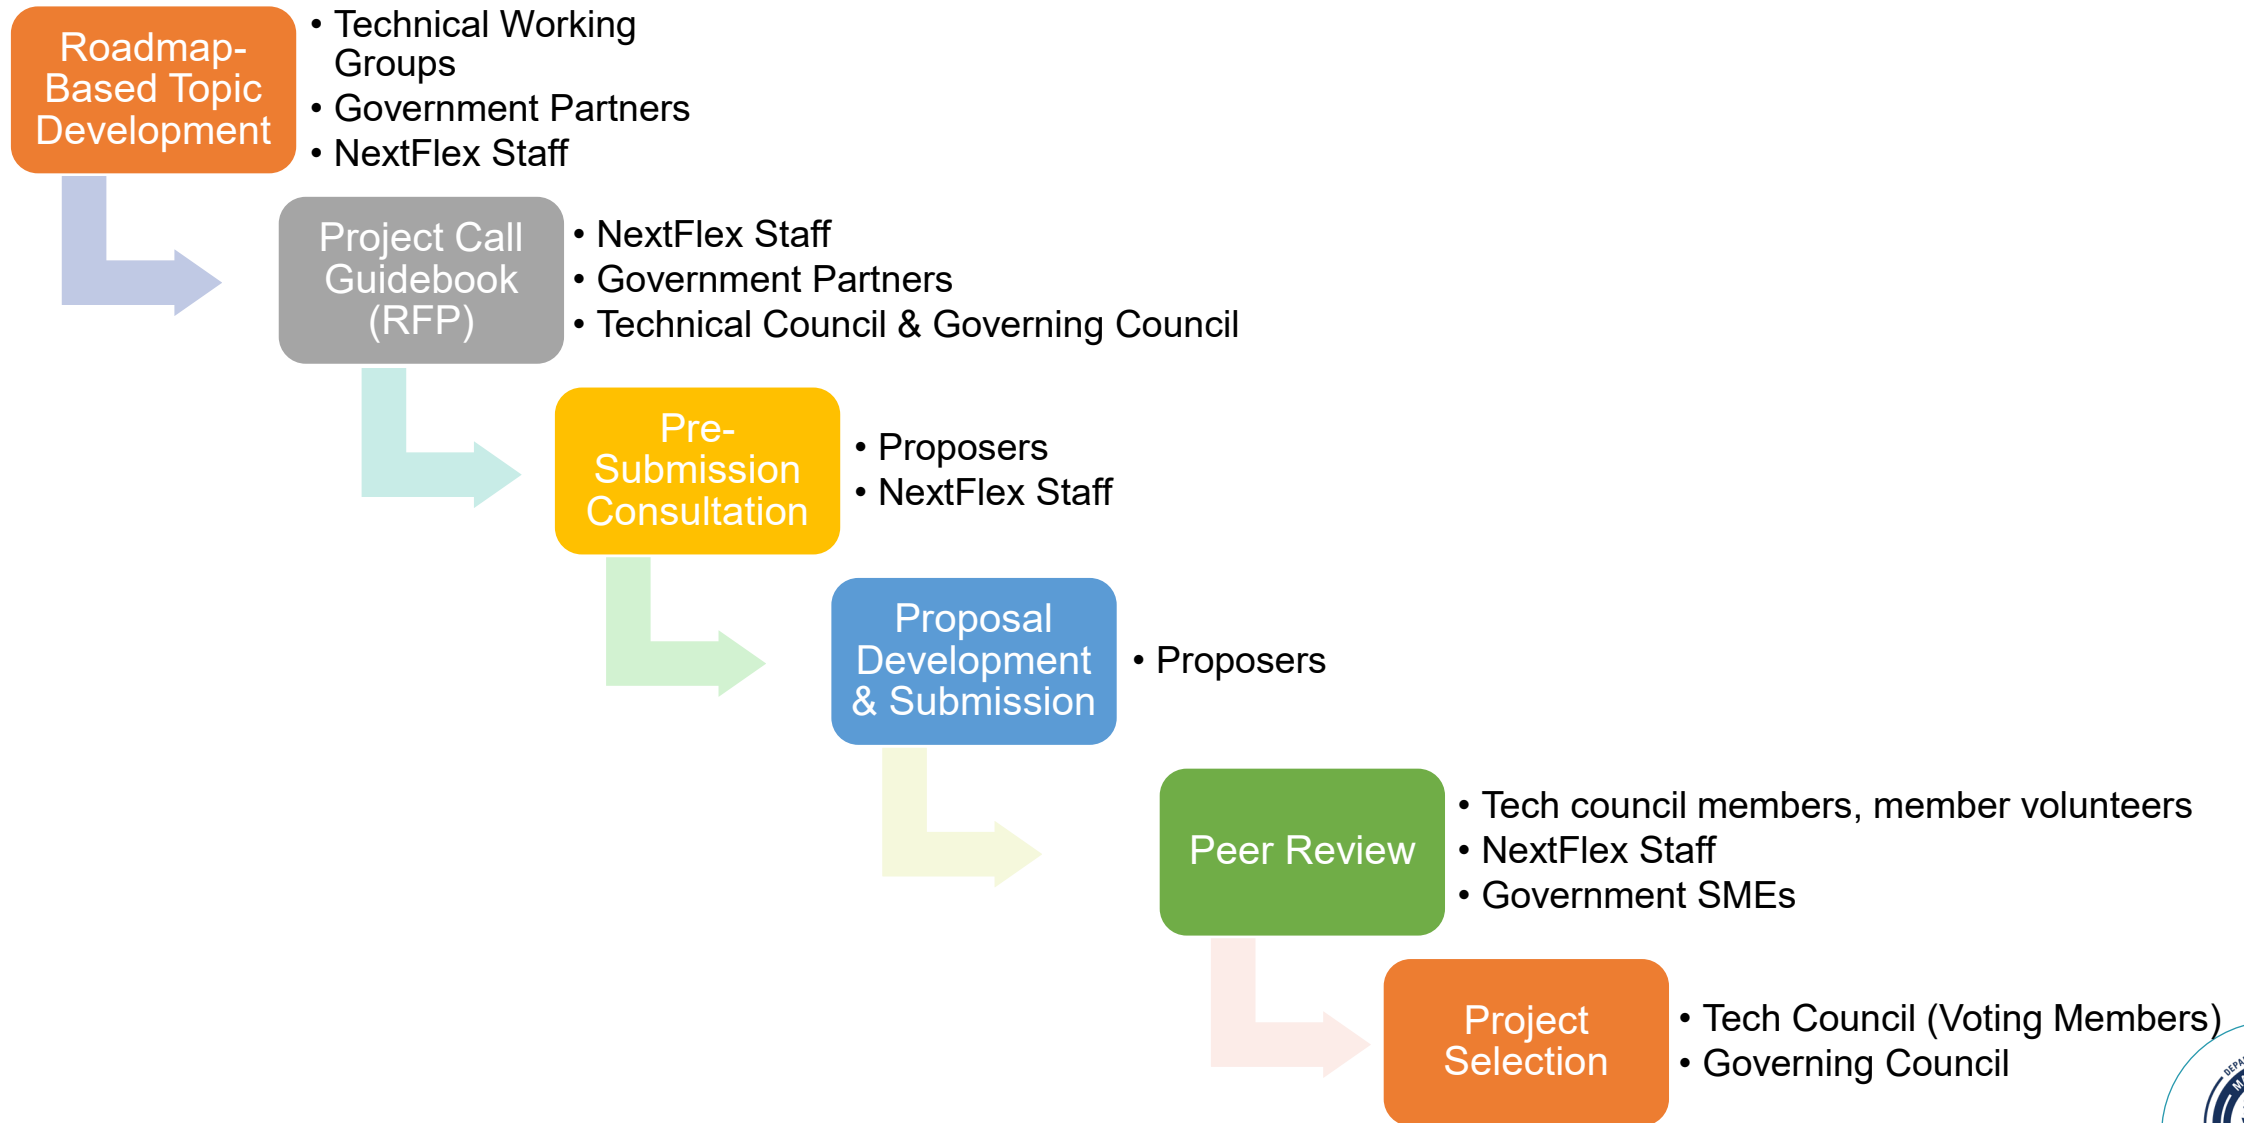 Roadmap-
Based Topic
Development
• Technical Working
Groups
• Government Partners
• NextFlex Staff
Project Call
Guidebook
(RFP)
• NextFlex Staff
• Government Partners
• Technical Council & Governing Council
Pre-
Submission
Consultation
• Proposers
• NextFlex Staff
Proposal
Development
& Submission
• Proposers
Peer Review
• Tech council members, member volunteers
• NextFlex Staff
• Government SMEs
Project
Selection
• Tech Council (Voting Members)
• Governing Council